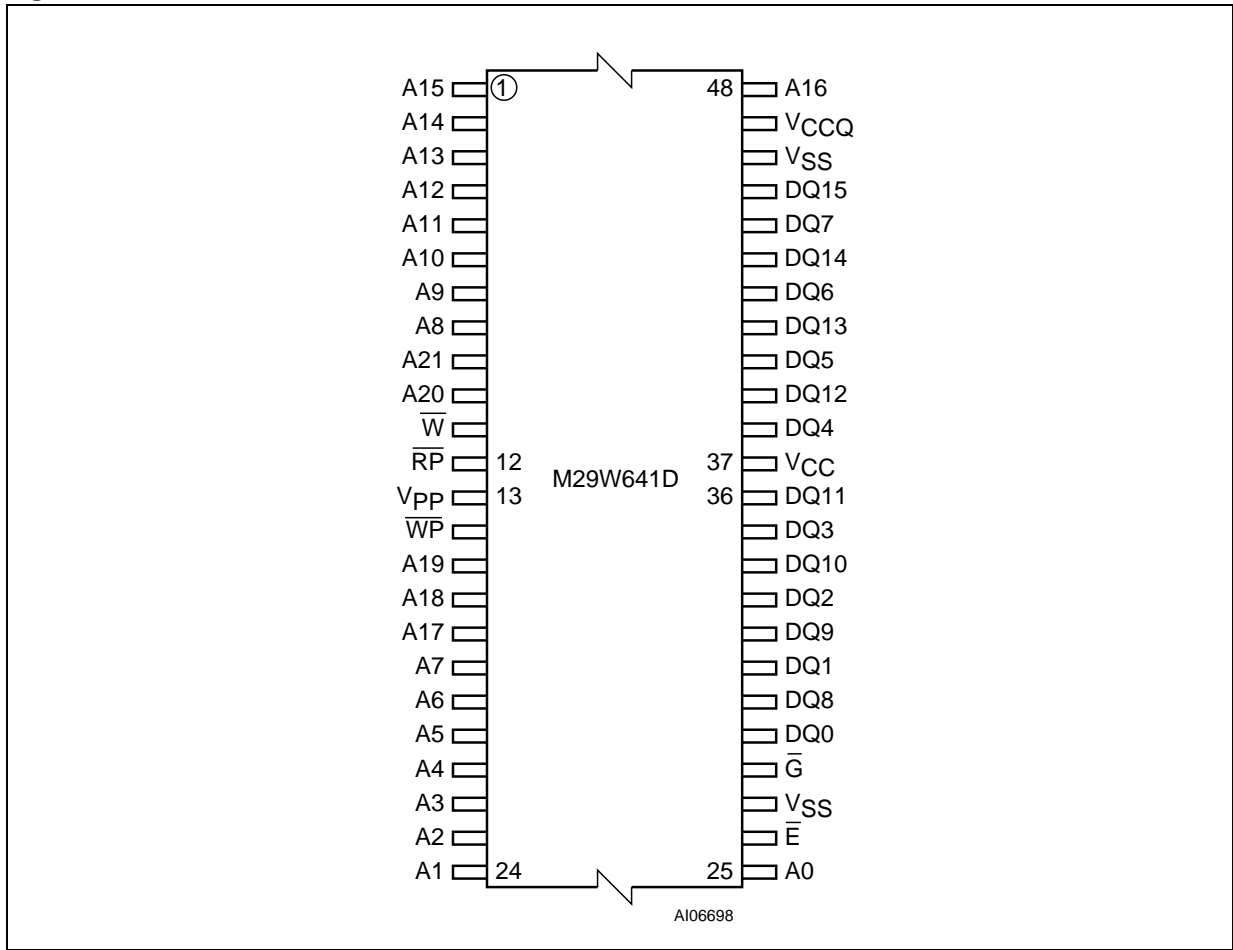 A15 1 48 A16
A14 VCCQ
A13 VSS
A12 DQ15
A11 DQ7
A10 DQ14
A9 DQ6
A8 DQ13
A21 DQ5
A20 DQ12
W̅ DQ4
R̅P̅ 12 37 VCC
VPP 13 M29W641D 36 DQ11
W̅P̅ DQ3
A19 DQ10
A18 DQ2
A17 DQ9
A7 DQ1
A6 DQ8
A5 DQ0
A4 G̅
A3 VSS
A2 E̅
A1 24 25 A0
AI06698